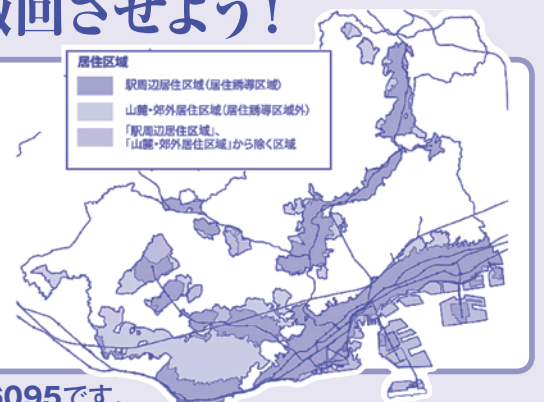 撤回させよう!
居住区域
駅周辺居住区域(居住誘導区域)
山麓・郊外居住区域(居住誘導区域外)
「駅周辺居住区域」、
「山麓・郊外居住区域」から除く区域
6095です。